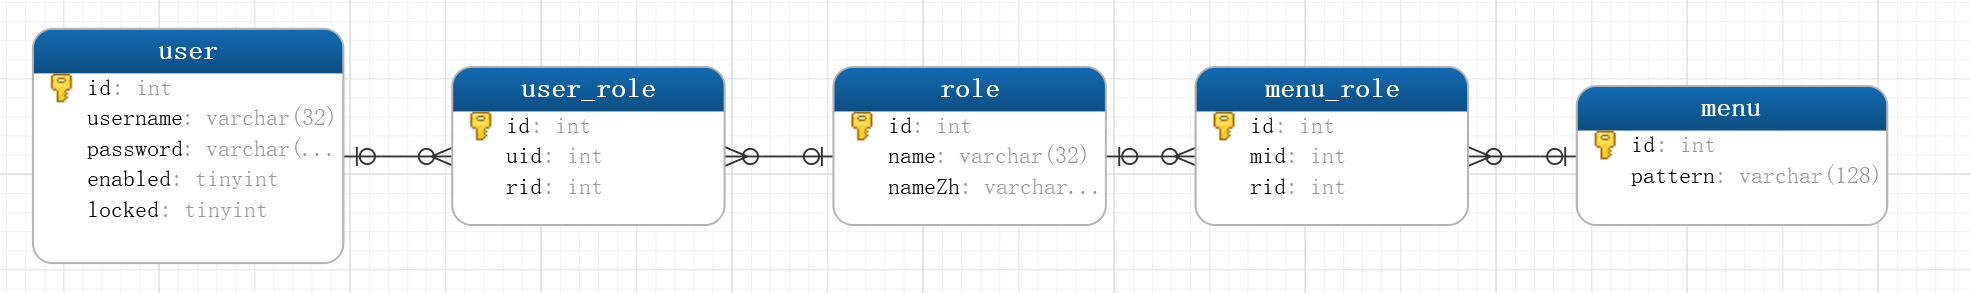 user
id: int
username: varchar(32)
password: varchar(...
enabled: tinyint
locked: tinyint
user_role
id: int
uid: int
rid: int
role
id: int
name: varchar(32)
nameZh: varchar...
menu_role
id: int
mid: int
rid: int
menu
id: int
pattern: varchar(128)